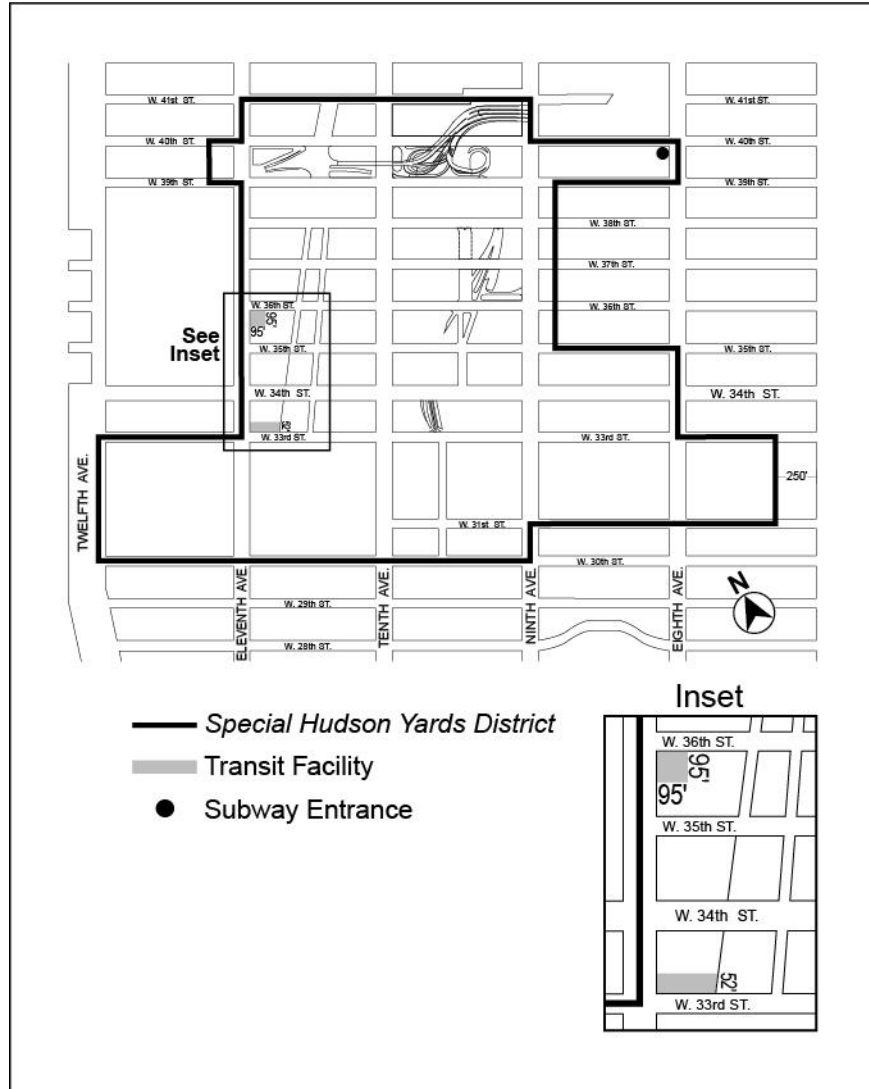 W. 41st ST.
W. 41st ST.
W. 40th ST.
W. 40th ST.
W. 39th ST.
W. 39th ST.
W. 38th ST.
W. 37th ST.
W. 36th ST.
W. 36th ST.
95'
95'
See
Inset
W. 35th ST.
W. 35th ST.
W. 34th ST.
W. 34th ST.
52'
W. 33rd ST.
W. 33rd ST.
250'
TWELFTH AVE.
W. 31st ST.
W. 30th ST.
ELEVENTH AVE.
TENTH AVE.
NINTH AVE.
EIGHTH AVE.
N
W. 29th ST.
W. 28th ST.
Special Hudson Yards District
Transit Facility
Subway Entrance
Inset
W. 36th ST.
95'
95'
W. 35th ST.
W. 34th ST.
52'
W. 33rd ST.